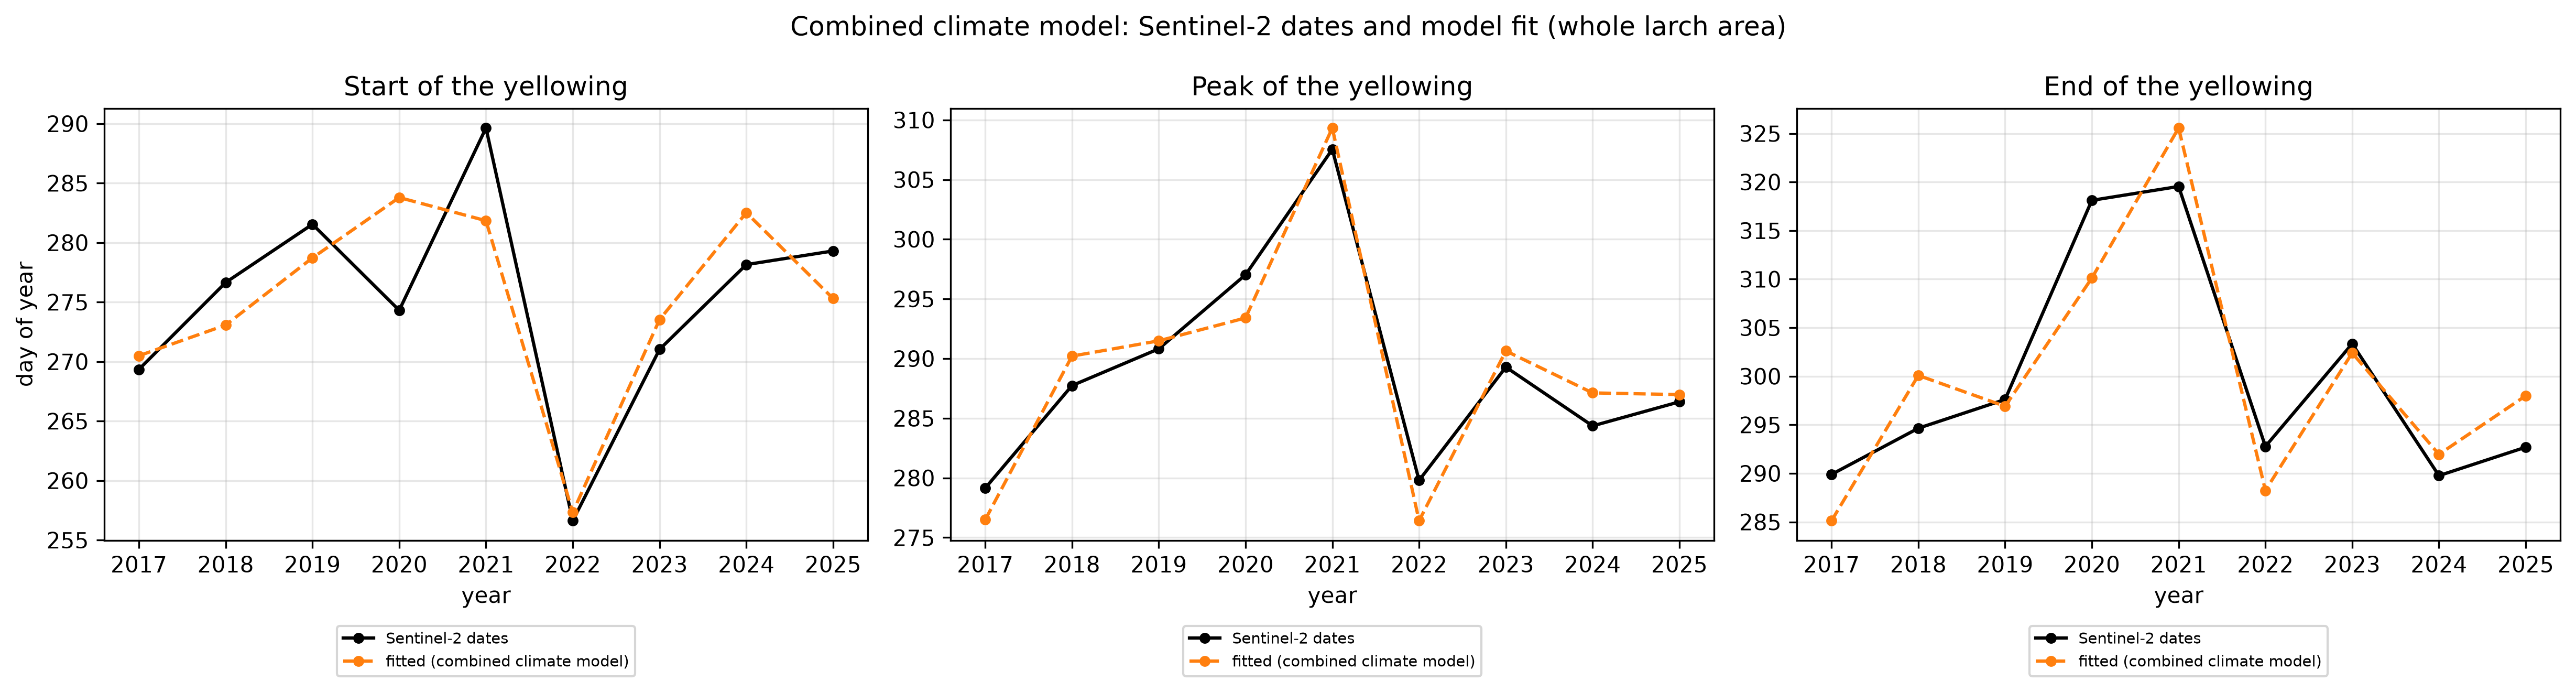 Combined climate model: Sentinel-2 dates and model fit (whole larch area)
Start of the yellowing
290
285
280
275
270
265
260
255
day of year
2017 2018 2019 2020 2021 2022 2023 2024 2025
year
Sentinel-2 dates
fitted (combined climate model)
Peak of the yellowing
310
305
300
295
290
285
280
275
2017 2018 2019 2020 2021 2022 2023 2024 2025
year
Sentinel-2 dates
fitted (combined climate model)
End of the yellowing
325
320
315
310
305
300
295
290
285
2017 2018 2019 2020 2021 2022 2023 2024 2025
year
Sentinel-2 dates
fitted (combined climate model)